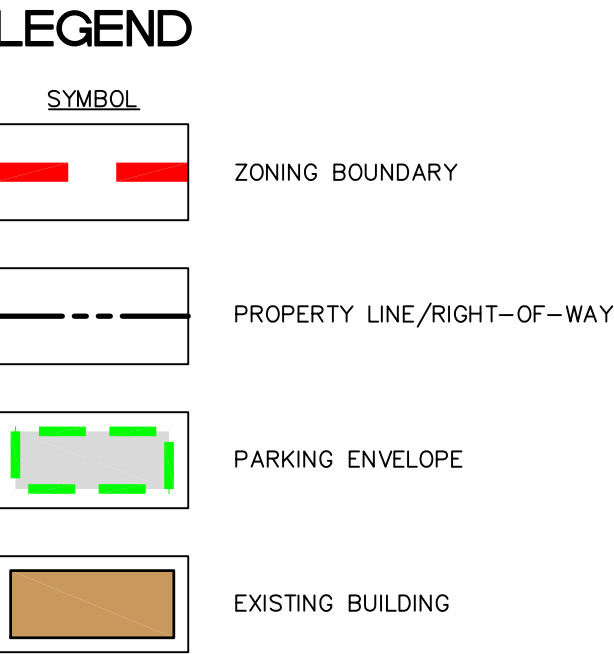 LEGEND
SYMBOL
ZONING BOUNDARY
PROPERTY LINE/RIGHT-OF-WAY
PARKING ENVELOPE
EXISTING BUILDING